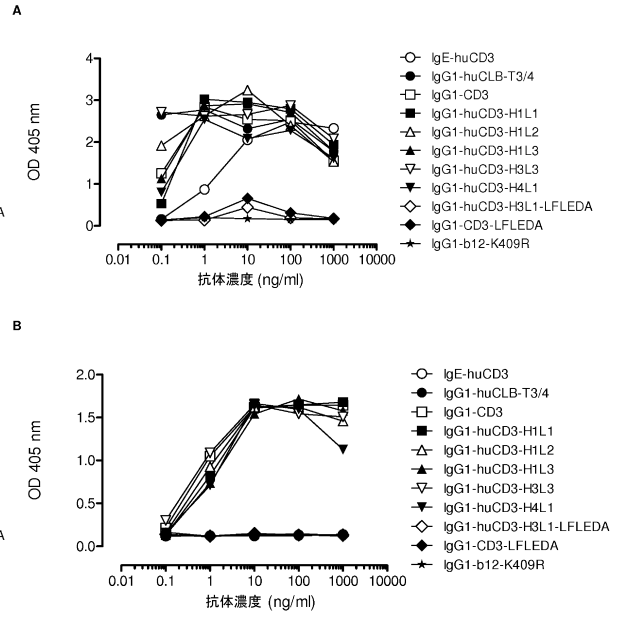 A
4
3
2
1
0
OD 405 nm
A
0.01 0.1 1 10 100 1000 10000
抗体濃度 (ng/ml)
IgE-huCD3
IgG1-huCLB-T3/4
IgG1-CD3
IgG1-huCD3-H1L1
IgG1-huCD3-H1L2
IgG1-huCD3-H1L3
IgG1-huCD3-H3L3
IgG1-huCD3-H4L1
IgG1-huCD3-H3L1-LFLEDA
IgG1-CD3-LFLEDA
IgG1-b12-K409R
B
2.0
1.5
1.0
0.5
0.0
OD 405 nm
A
0.01 0.1 1 10 100 1000 10000
抗体濃度 (ng/ml)
IgE-huCD3
IgG1-huCLB-T3/4
IgG1-CD3
IgG1-huCD3-H1L1
IgG1-huCD3-H1L2
IgG1-huCD3-H1L3
IgG1-huCD3-H3L3
IgG1-huCD3-H4L1
IgG1-huCD3-H3L1-LFLEDA
IgG1-CD3-LFLEDA
IgG1-b12-K409R